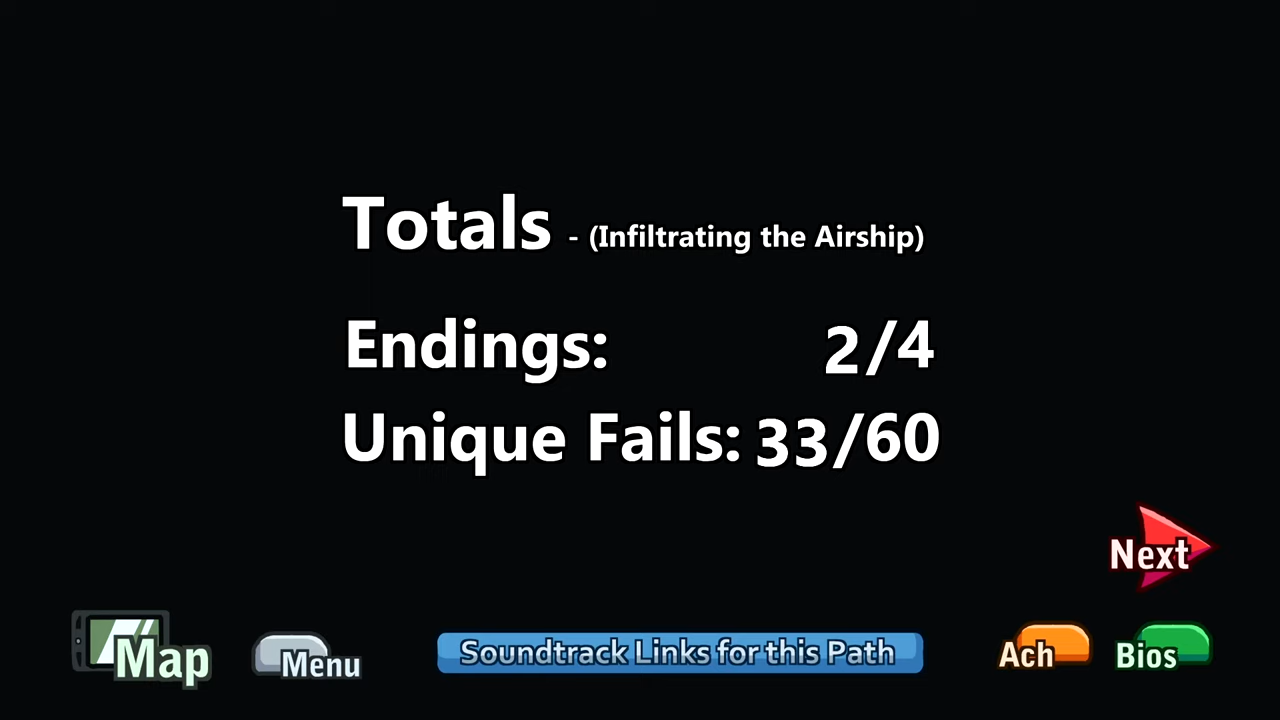 Totals - (Infiltrating the Airship)
Endings: 2/4
Unique Fails: 33/60
Next
Map
Menu
Soundtrack Links for this Path
Ach
Bios